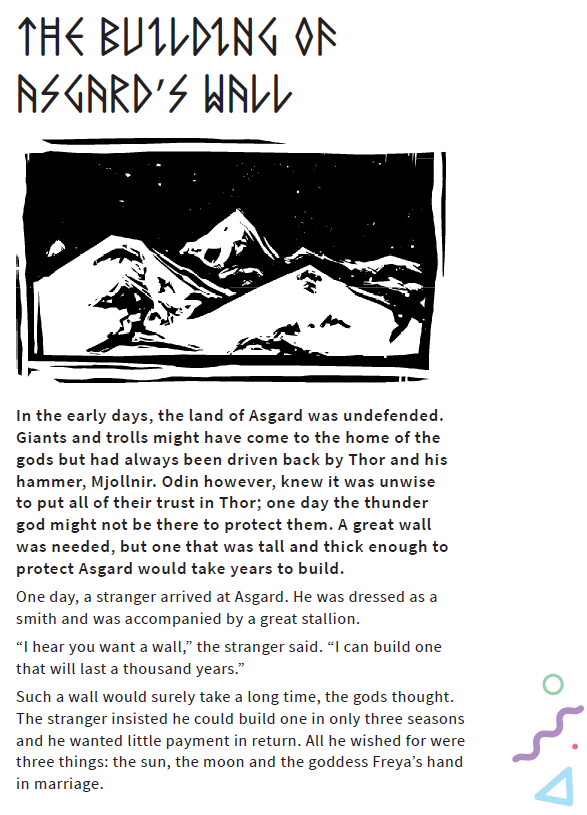 THE BUILDING OF
ASGARD'S WALL
In the early days, the land of Asgard was undefended.
Giants and trolls might have come to the home of the
gods but had always been driven back by Thor and his
hammer, Mjollnir. Odin however, knew it was unwise
to put all of their trust in Thor; one day the thunder
god might not be there to protect them. A great wall
was needed, but one that was tall and thick enough to
protect Asgard would take years to build.
One day, a stranger arrived at Asgard. He was dressed as a
smith and was accompanied by a great stallion.
“I hear you want a wall,” the stranger said. “I can build one
that will last a thousand years.”
Such a wall would surely take a long time, the gods thought.
The stranger insisted he could build one in only three seasons
and he wanted little payment in return. All he wished for were
three things: the sun, the moon and the goddess Freya’s hand
in marriage.